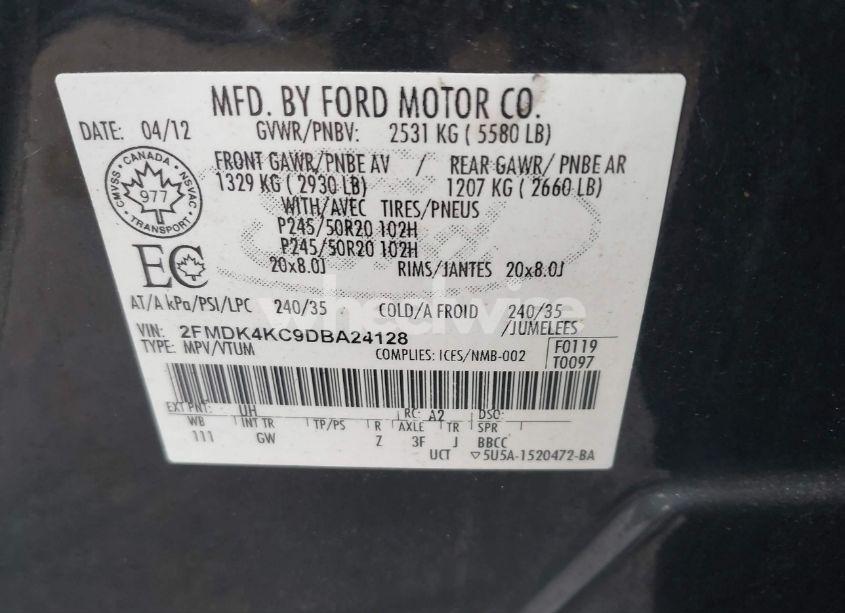 MFD. BY FORD MOTOR CO.
DATE: 04/12 GVWR/PNBV: 2531 KG ( 5580 LB)
FRONT GAWR/PNBE AV / REAR GAWR/ PNBE AR
1329 KG ( 2930 LB) 1207 KG ( 2660 LB)
CMVSS CANADA NSVAC
977
TRANSPORT
WITH/AVEC TIRES/PNEUS
P245/50R20 102H
P245/50R20 102H
EC 20x8.0J RIMS/JANTES 20x8.0J
AT/A kPa/PSI/LPC 240/35 COLD/A FROID 240/35
/JUMELEES
wheelwise
VIN: 2FMDK4KC9DBA24128
TYPE: MPV/VTUM COMPLIES: ICES/NMB-002 F0119
T0097
EXT PNT: UH RC: A2 DSO:
WB INT TR TP/PS R AXLE TR SPR
111 GW Z 3F J BBCC
UCT ▽5U5A-1520472-BA